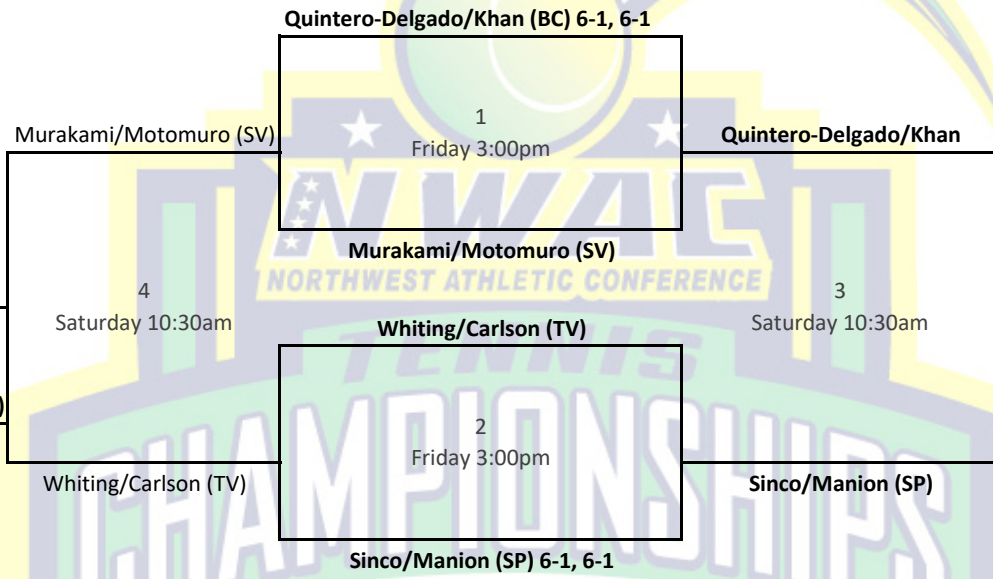 Quintero-Delgado/Khan (BC) 6-1, 6-1
1
Friday 3:00pm
Murakami/Motomuro (SV)
Quintero-Delgado/Khan
Murakami/Motomuro (SV)
NWAC
NORTHWEST ATHLETIC CONFERENCE
4
Saturday 10:30am
3
Saturday 10:30am
Whiting/Carlson (TV)
TENNIS
)
2
Friday 3:00pm
CHAMPIONSHIPS
Whiting/Carlson (TV)
Sinco/Manion (SP)
Sinco/Manion (SP) 6-1, 6-1